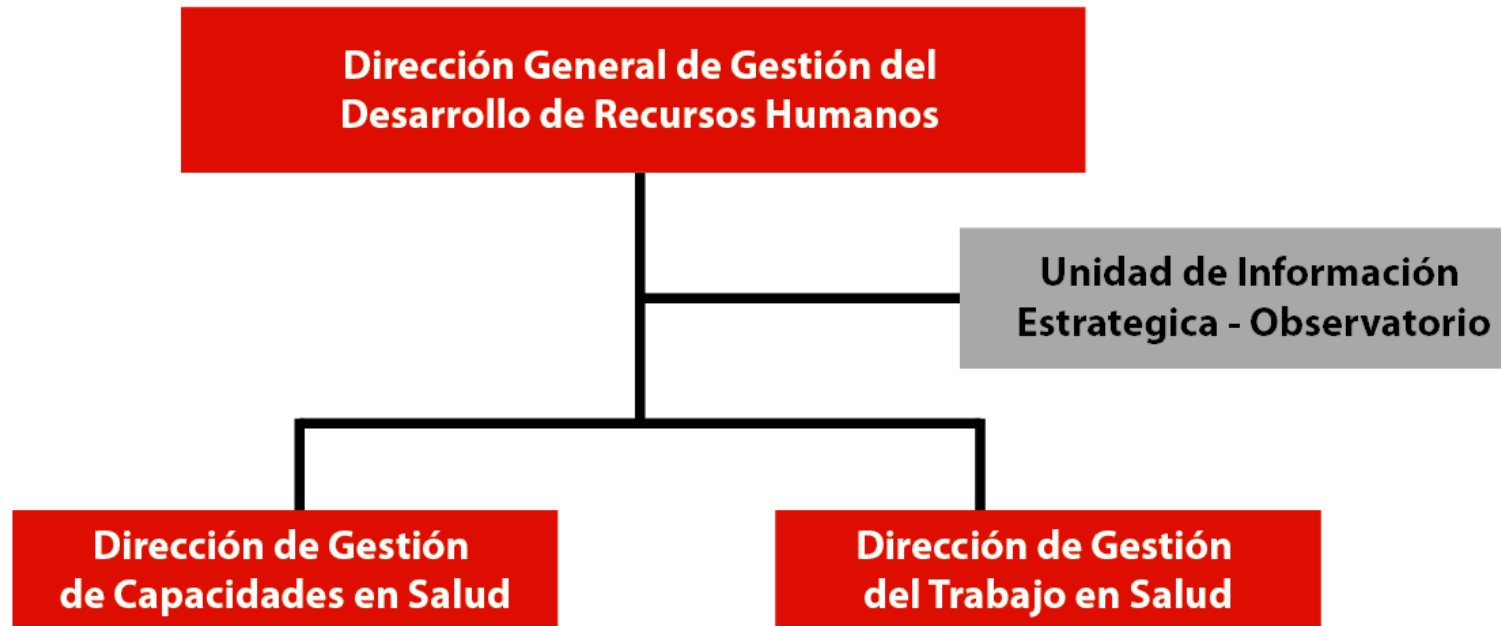 Dirección General de Gestión del
Desarrollo de Recursos Humanos
Unidad de Información
Estrategica - Observatorio
Dirección de Gestión
de Capacidades en Salud
Dirección de Gestión
del Trabajo en Salud